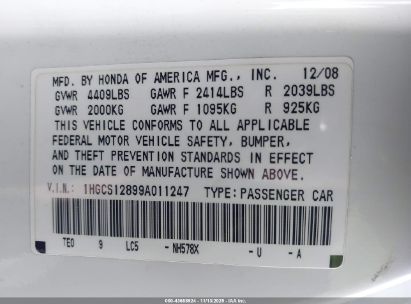 MFD. BY HONDA OF AMERICA MFG., INC. 12/08
GVWR 4409LBS GAWR F 2414LBS R 2039LBS
GVWR 2000KG GAWR F 1095KG R 925KG
THIS VEHICLE CONFORMS TO ALL APPLICABLE
FEDERAL MOTOR VEHICLE SAFETY, BUMPER,
AND THEFT PREVENTION STANDARDS IN EFFECT
ON THE DATE OF MANUFACTURE SHOWN ABOVE.
V.I.N.: 1HGCS12899A011247 TYPE: PASSENGER CAR
TEO 9 LC5 - NH578X - U - A